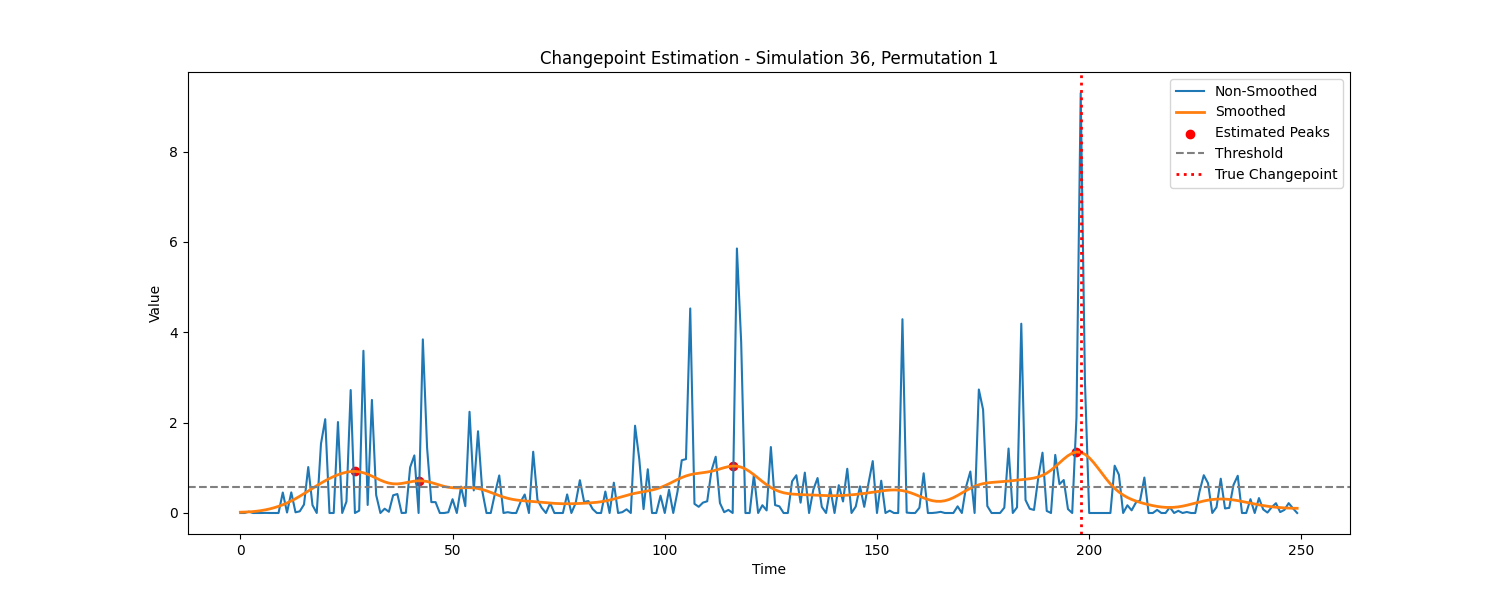 Changepoint Estimation - Simulation 36, Permutation 1
Non-Smoothed
Smoothed
Estimated Peaks
Threshold
True Changepoint
Value
8
6
4
2
0
0
50
100
150
200
250
Time